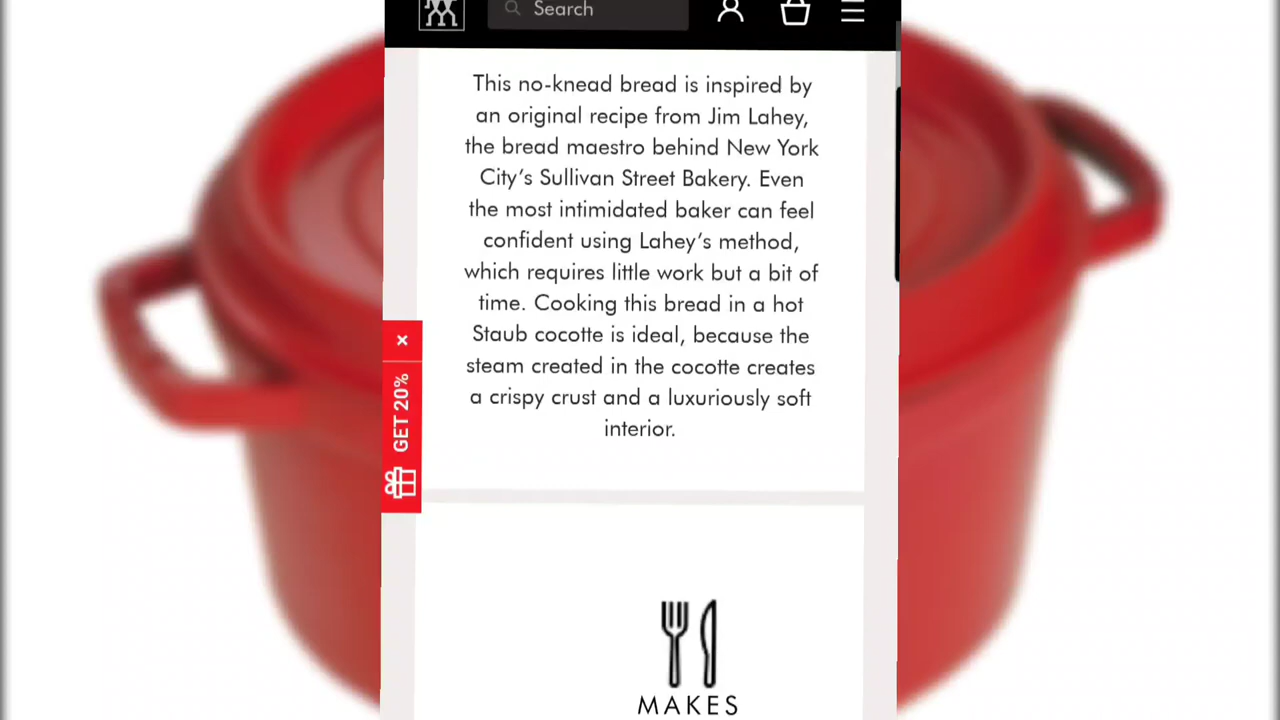 Search
This no-knead bread is inspired by
an original recipe from Jim Lahey,
the bread maestro behind New York
City’s Sullivan Street Bakery. Even
the most intimidated baker can feel
confident using Lahey’s method,
which requires little work but a bit of
time. Cooking this bread in a hot
Staub cocotte is ideal, because the
steam created in the cocotte creates
a crispy crust and a luxuriously soft
interior.
× GET 20%
MAKES